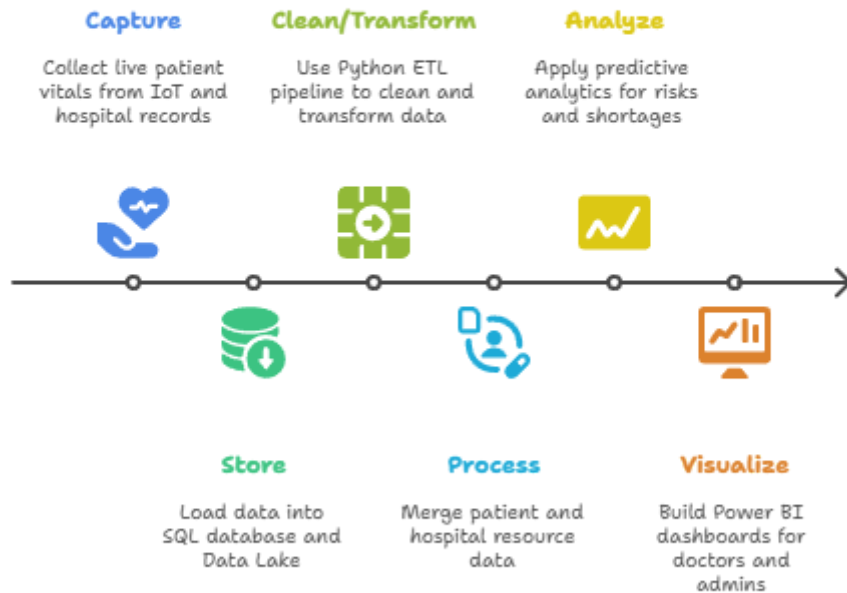 Capture
Collect live patient
vitals from IoT and
hospital records
Clean/Transform
Use Python ETL
pipeline to clean and
transform data
Analyze
Apply predictive
analytics for risks
and shortages
Store
Load data into
SQL database and
Data Lake
Process
Merge patient and
hospital resource
data
Visualize
Build Power BI
dashboards for
doctors and
admins